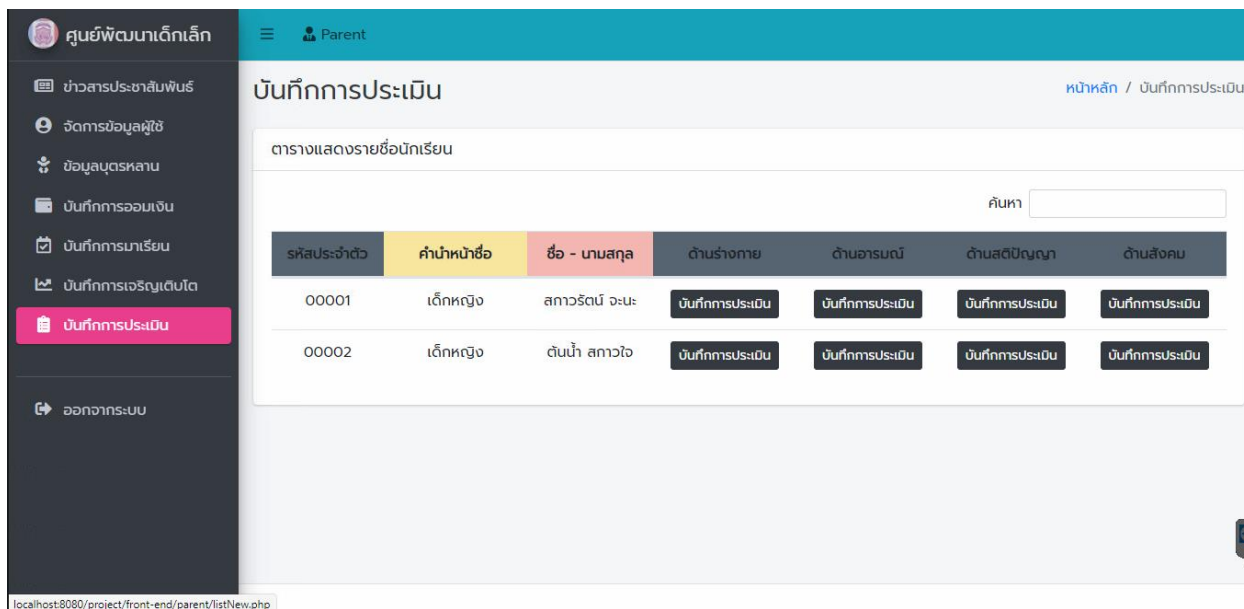 ศูนย์พัฒนาเด็กเล็ก
Parent
ข่าวสารประชาสัมพันธ์
จัดการข้อมูลผู้ใช้
ข้อมูลบุตรหลาน
บันทึกการออมเงิน
บันทึกการมาเรียน
บันทึกการเจริญเติบโต
บันทึกการประเมิน
ออกจากระบบ
บันทึกการประเมิน
หน้าหลัก / บันทึกการประเมิน
ตารางแสดงรายชื่อนักเรียน
ค้นหา
รหัสประจำตัว คำนำหน้าชื่อ ชื่อ - นามสกุล ด้านร่างกาย ด้านอารมณ์ ด้านสติปัญญา ด้านสังคม
00001 เด็กหญิง สกาวรัตน์ จะนะ บันทึกการประเมิน บันทึกการประเมิน บันทึกการประเมิน บันทึกการประเมิน
00002 เด็กหญิง ต้นน้ำ สกาวใจ บันทึกการประเมิน บันทึกการประเมิน บันทึกการประเมิน บันทึกการประเมิน
localhost:8080/project/front-end/parent/listNew.php